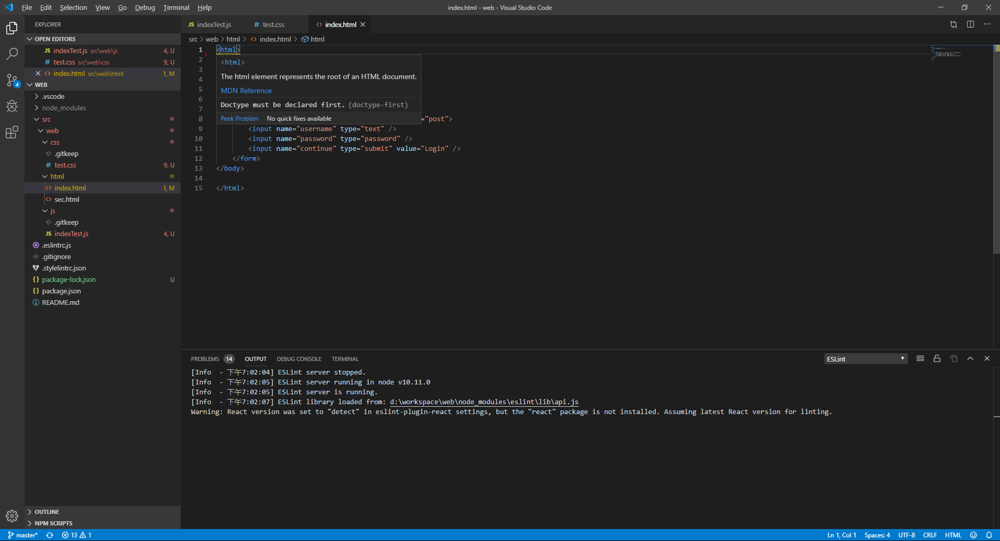 File Edit Selection View Go Debug Terminal Help
index.html - web - Visual Studio Code
EXPLORER
OPEN EDITORS
JS indexTest.js src\web\js 4, U
# test.css src\web\css 9, U
<> index.html src\web\html 1, M
WEB
.vscode
node_modules
src
web
css
.gitkeep
# test.css 9, U
html
<> index.html 1, M
<> sec.html
js
.gitkeep
JS indexTest.js 4, U
.eslintrc.js
.gitignore
.stylelintrc.json
{} package-lock.json U
{} package.json
README.md
OUTLINE
NPM SCRIPTS
4
JS indexTest.js
# test.css
<> index.html
src > web > html > <> index.html > html
1 <html>
2
3
4
5
6
7
8 ="post">
9 <input name="username" type="text" />
10 <input name="password" type="password" />
11 <input name="continue" type="submit" value="Login" />
12 </form>
13 </body>
14
15 </html>
<html>
The html element represents the root of an HTML document.
MDN Reference
Doctype must be declared first. (doctype-first)
Peek Problem No quick fixes available
PROBLEMS 14 OUTPUT DEBUG CONSOLE TERMINAL
ESLint
[Info - 下午7:02:04] ESLint server stopped.
[Info - 下午7:02:05] ESLint server running in node v10.11.0
[Info - 下午7:02:05] ESLint server is running.
[Info - 下午7:02:07] ESLint library loaded from: d:\workspace\web\node_modules\eslint\lib\api.js
Warning: React version was set to "detect" in eslint-plugin-react settings, but the "react" package is not installed. Assuming latest React version for linting.
master* 13 1
Ln 1, Col 1 Spaces: 4 UTF-8 CRLF HTML